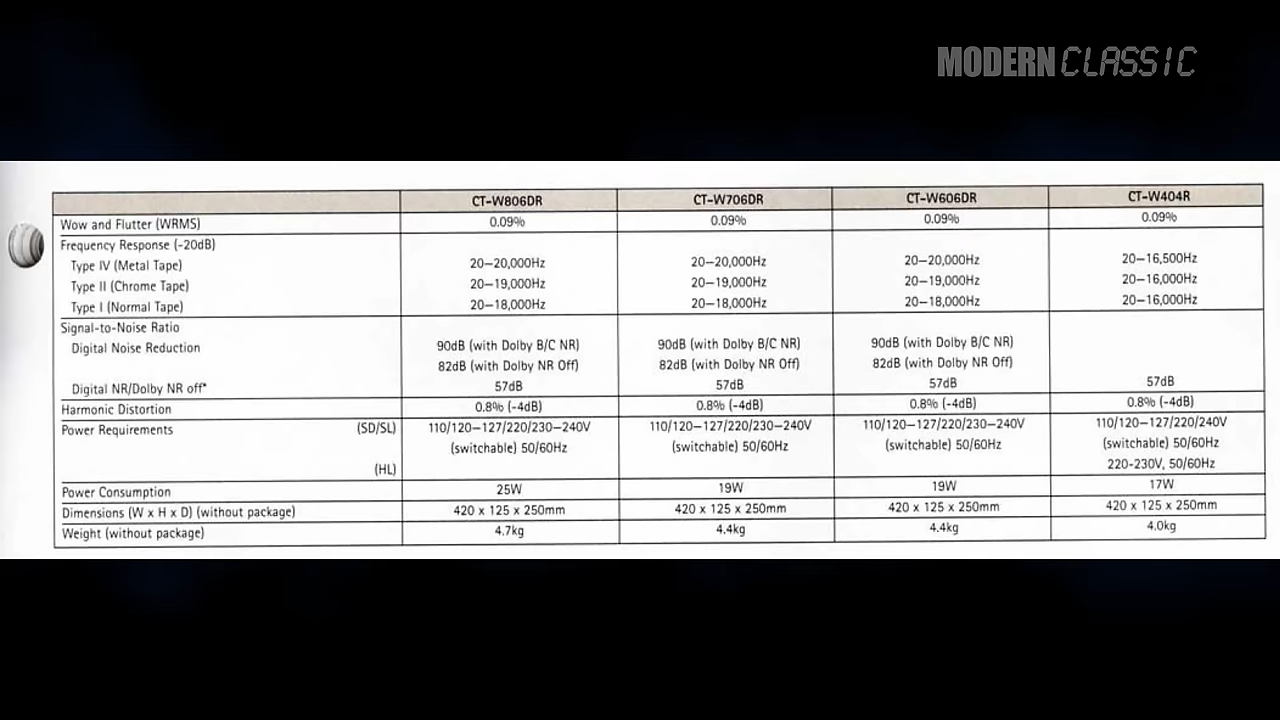 MODERN CLASSIC
CT-W806DR CT-W706DR CT-W606DR CT-W404R
Wow and Flutter (WRMS) 0.09% 0.09% 0.09% 0.09%
Frequency Response (-20dB)
Type IV (Metal Tape) 20–20,000Hz 20–20,000Hz 20–20,000Hz 20–16,500Hz
Type II (Chrome Tape) 20–19,000Hz 20–19,000Hz 20–19,000Hz 20–16,000Hz
Type I (Normal Tape) 20–18,000Hz 20–18,000Hz 20–18,000Hz 20–16,000Hz
Signal-to-Noise Ratio
Digital Noise Reduction 90dB (with Dolby B/C NR) 90dB (with Dolby B/C NR) 90dB (with Dolby B/C NR)
82dB (with Dolby NR Off) 82dB (with Dolby NR Off) 82dB (with Dolby NR Off)
Digital NR/Dolby NR off* 57dB 57dB 57dB 57dB
Harmonic Distortion 0.8% (-4dB) 0.8% (-4dB) 0.8% (-4dB) 0.8% (-4dB)
Power Requirements (SD/SL) 110/120–127/220/230–240V 110/120–127/220/230–240V 110/120–127/220/230–240V 110/120–127/220/240V
(switchable) 50/60Hz (switchable) 50/60Hz (switchable) 50/60Hz (switchable) 50/60Hz
(HL) 220-230V, 50/60Hz
Power Consumption 25W 19W 19W 17W
Dimensions (W x H x D) (without package) 420 x 125 x 250mm 420 x 125 x 250mm 420 x 125 x 250mm 420 x 125 x 250mm
Weight (without package) 4.7kg 4.4kg 4.4kg 4.0kg